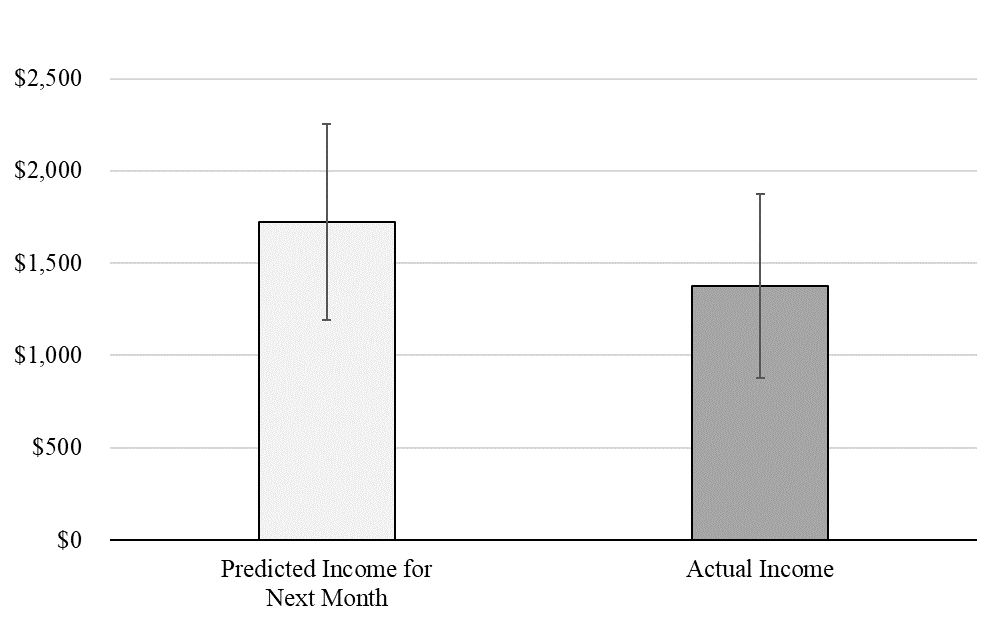 $2,500
$2,000
$1,500
$1,000
$500
$0
Predicted Income for
Next Month
Actual Income